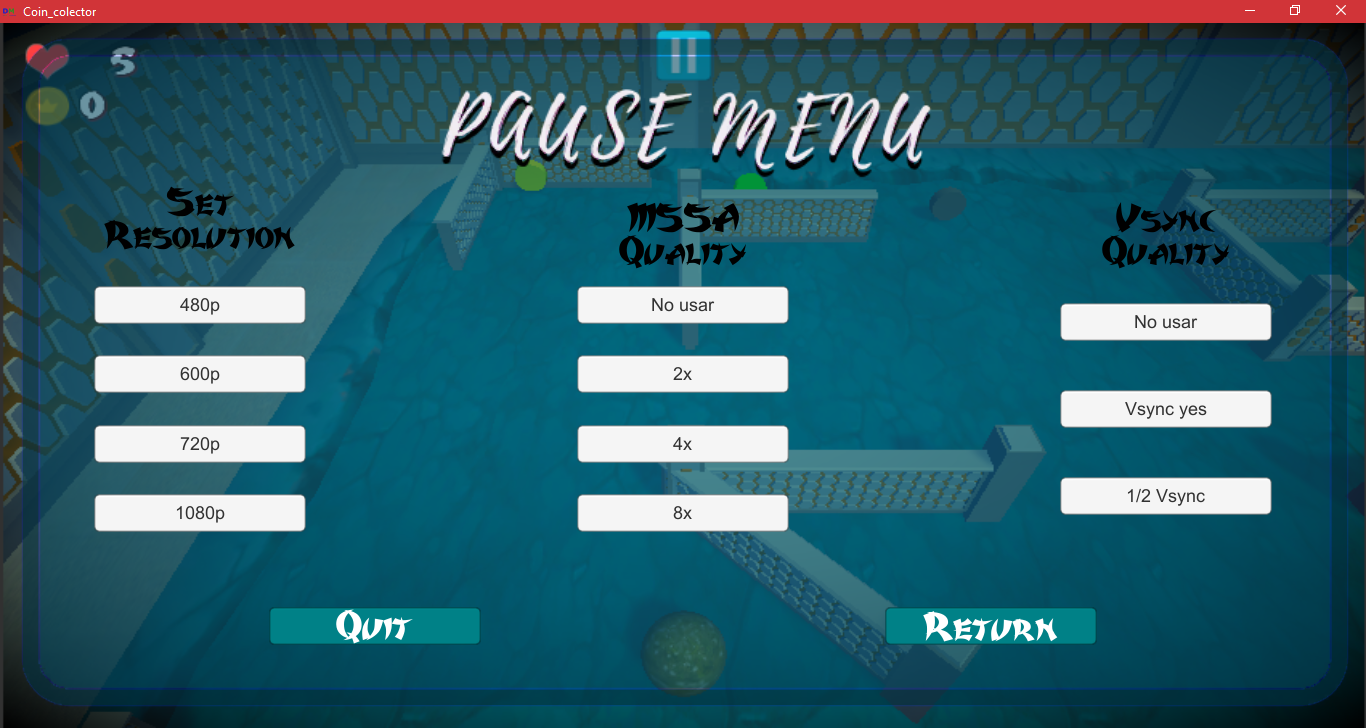 Coin_colector
5
0
PAUSE MENU
Set
Resolution
480p
600p
720p
1080p
MSSA
Quality
No usar
2x
4x
8x
Vsync
Quality
No usar
Vsync yes
1/2 Vsync
Quit
Return